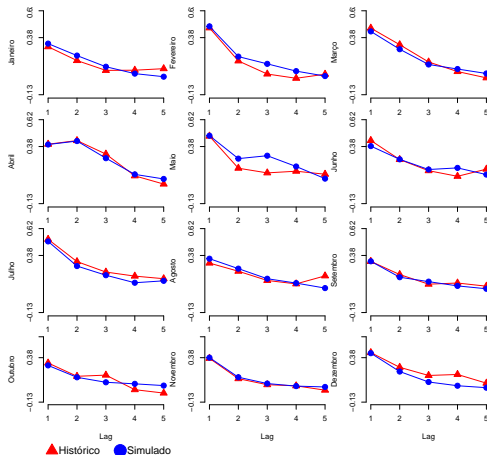 Janeiro
-0.13 0.38 0.6
1 2 3 4 5
Fevereiro
-0.13 0.38 0.6
1 2 3 4 5
Março
-0.13 0.38 0.6
1 2 3 4 5
Abril
-0.13 0.38 0.62
1 2 3 4 5
Maio
-0.13 0.38 0.62
1 2 3 4 5
Junho
-0.13 0.38 0.62
1 2 3 4 5
Julho
-0.13 0.38 0.62
1 2 3 4 5
Agosto
-0.13 0.38 0.62
1 2 3 4 5
Setembro
-0.13 0.38 0.62
1 2 3 4 5
Outubro
-0.13 0.38
1 2 3 4 5
Lag
Novembro
-0.13 0.38
1 2 3 4 5
Lag
Dezembro
-0.13 0.38
1 2 3 4 5
Lag
Histórico Simulado